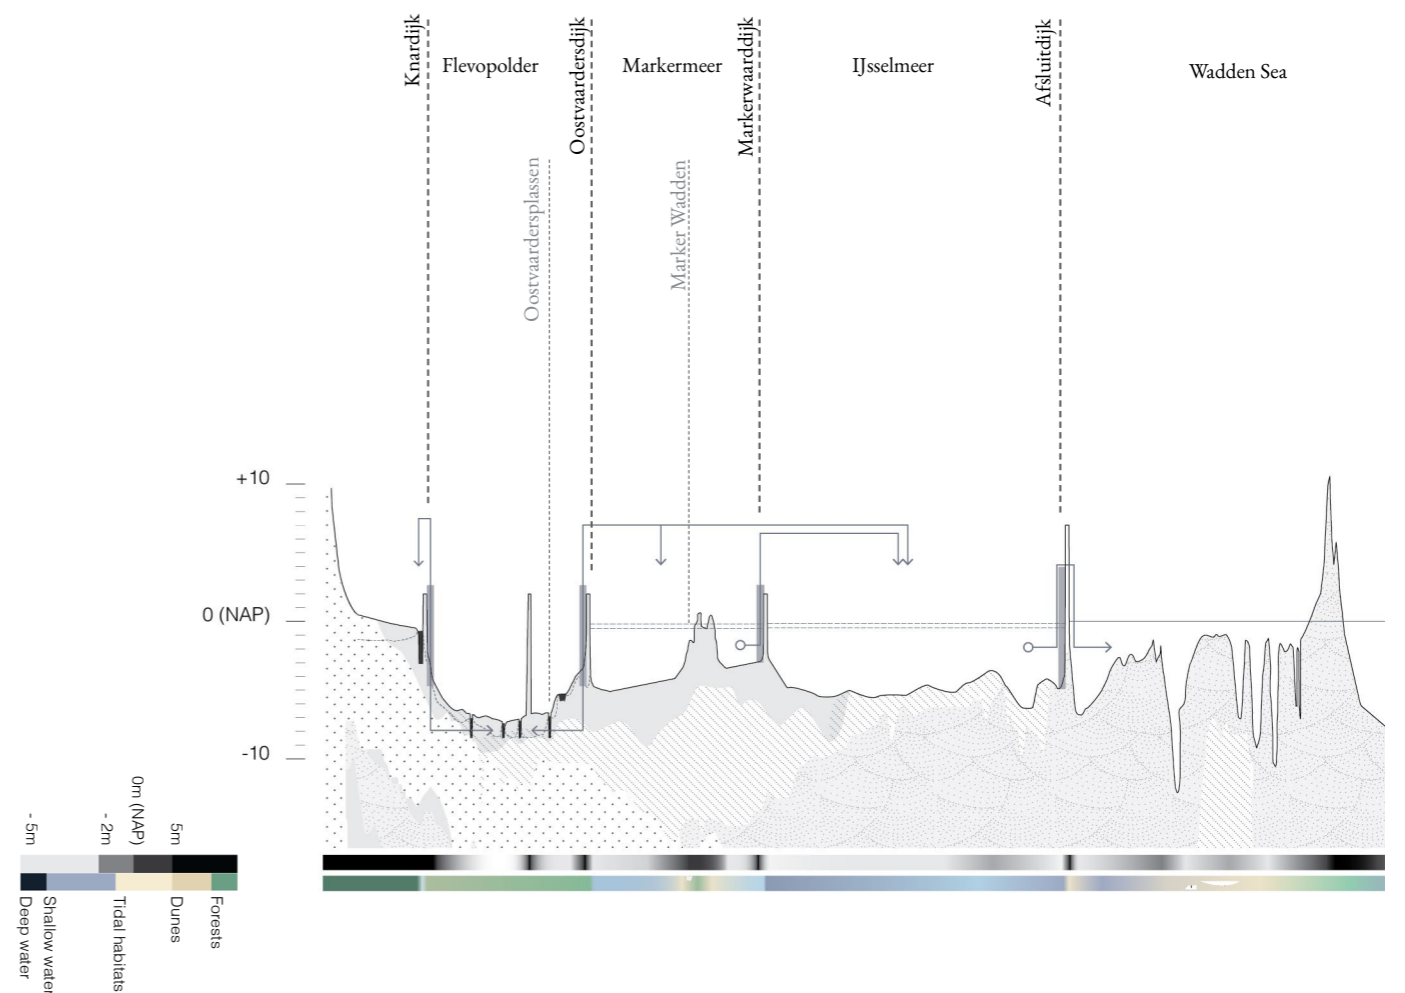 Knardijk
Flevopolder
Oostvaardersdijk
Markermeer
Markerwaarddijk
IJsselmeer
Afsluitdijk
Wadden Sea
Oostvaardersplassen
Marker Wadden
+10
0 (NAP)
-10
- 5m
- 2m
0m (NAP)
5m
Deep water
Shallow water
Tidal habitats
Dunes
Forests